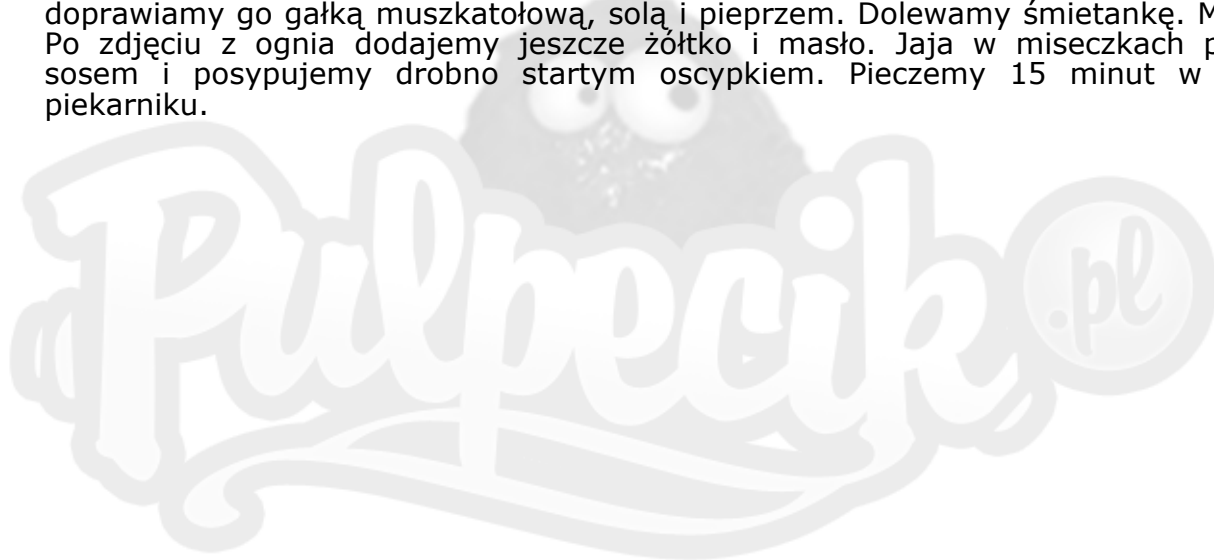 doprawiamy go gałką muszkatołową, solą i pieprzem. Dolewamy śmietankę.
Po zdjęciu z ognia dodajemy jeszcze żółtko i masło. Jaja w miseczkach
sosem i posypujemy drobno startym oscypkiem. Pieczemy 15 minut w
piekarniku.
Pulpecik.pl